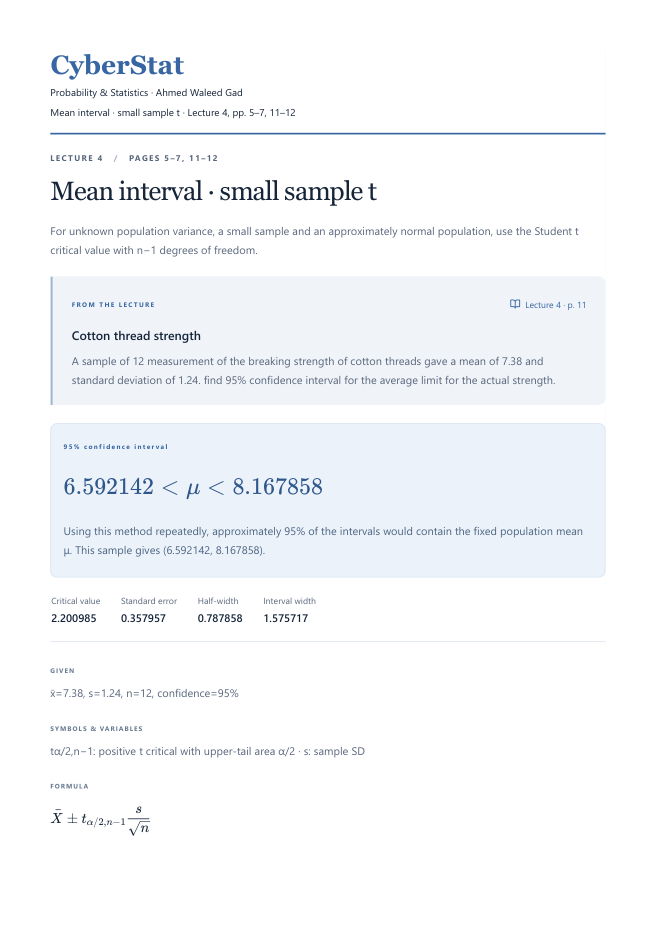 CyberStat
Probability & Statistics · Ahmed Waleed Gad
Mean interval · small sample t · Lecture 4, pp. 5–7, 11–12
LECTURE 4 / PAGES 5–7, 11–12
Mean interval · small sample t
For unknown population variance, a small sample and an approximately normal population, use the Student t
critical value with n−1 degrees of freedom.
FROM THE LECTURE
Lecture 4 · p. 11
Cotton thread strength
A sample of 12 measurement of the breaking strength of cotton threads gave a mean of 7.38 and
standard deviation of 1.24. find 95% confidence interval for the average limit for the actual strength.
95% confidence interval
6.592142 < μ < 8.167858
Using this method repeatedly, approximately 95% of the intervals would contain the fixed population mean
μ. This sample gives (6.592142, 8.167858).
Critical value Standard error Half-width Interval width
2.200985 0.357957 0.787858 1.575717
GIVEN
x̄=7.38, s=1.24, n=12, confidence=95%
SYMBOLS & VARIABLES
tα/2,n−1: positive t critical with upper-tail area α/2 · s: sample SD
FORMULA
X̄ ± t_{α/2,n−1} s/√n